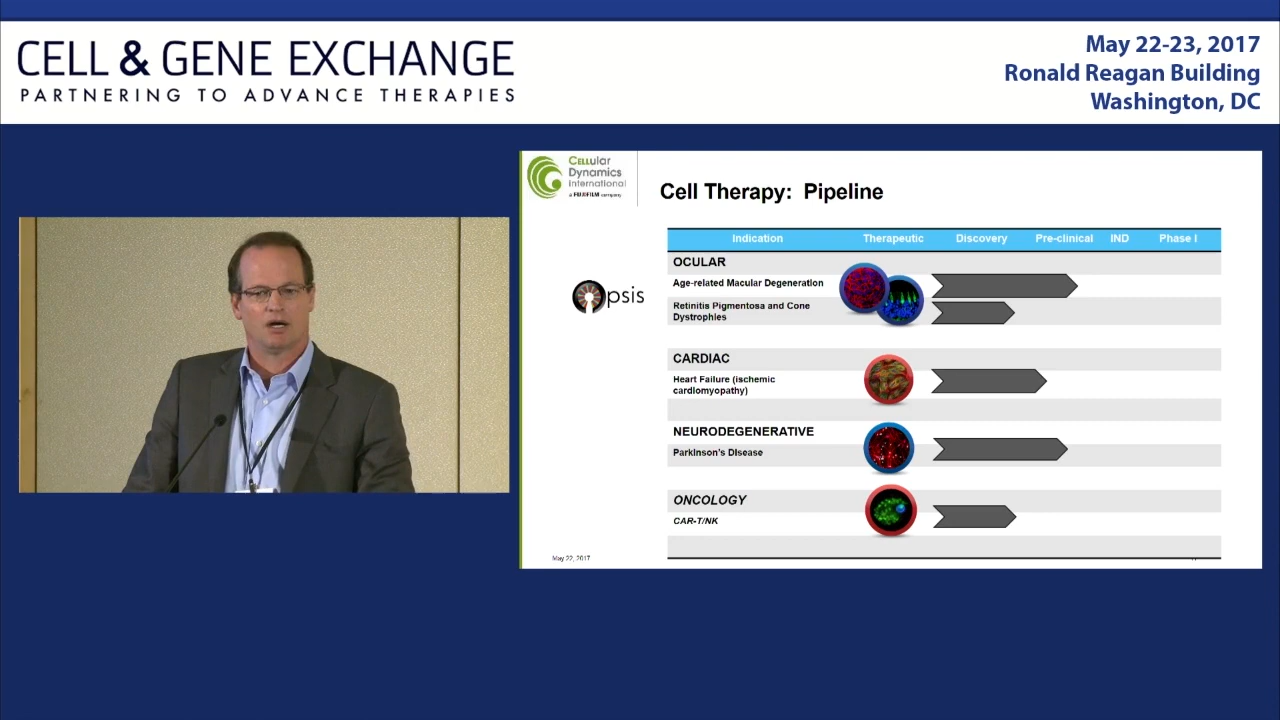 CELL & GENE EXCHANGE
PARTNERING TO ADVANCE THERAPIES
May 22-23, 2017
Ronald Reagan Building
Washington, DC
CELLular
Dynamics
international
a FUJIFILM company
Cell Therapy: Pipeline
Opsis
Indication Therapeutic Discovery Pre-clinical IND Phase I
OCULAR
Age-related Macular Degeneration
Retinitis Pigmentosa and Cone
Dystrophies
CARDIAC
Heart Failure (ischemic
cardiomyopathy)
NEURODEGENERATIVE
Parkinson's Disease
ONCOLOGY
CAR-T/NK
May 22, 2017